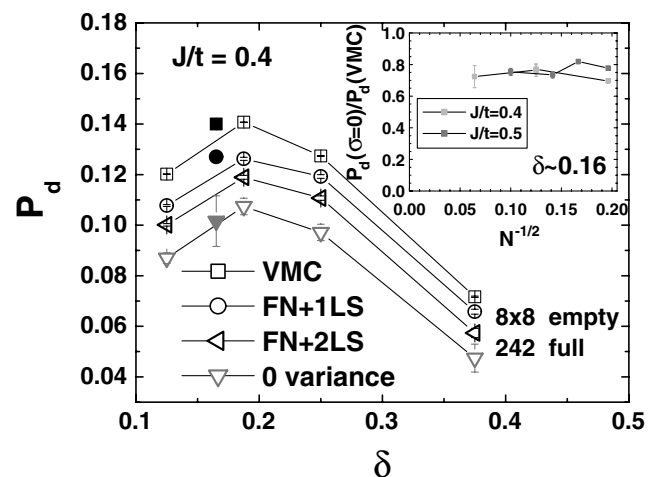 J/t = 0.4
P_d
0.18
0.16
0.14
0.12
0.10
0.08
0.06
0.04
0.1
0.2
0.3
0.4
0.5
δ
VMC
FN+1LS
FN+2LS
0 variance
8x8 empty
242 full
P_d(σ=0)/P_d(VMC)
1.0
0.8
0.6
0.4
0.2
0.0
J/t=0.4
J/t=0.5
δ~0.16
0.00
0.05
0.10
0.15
0.20
N^-1/2